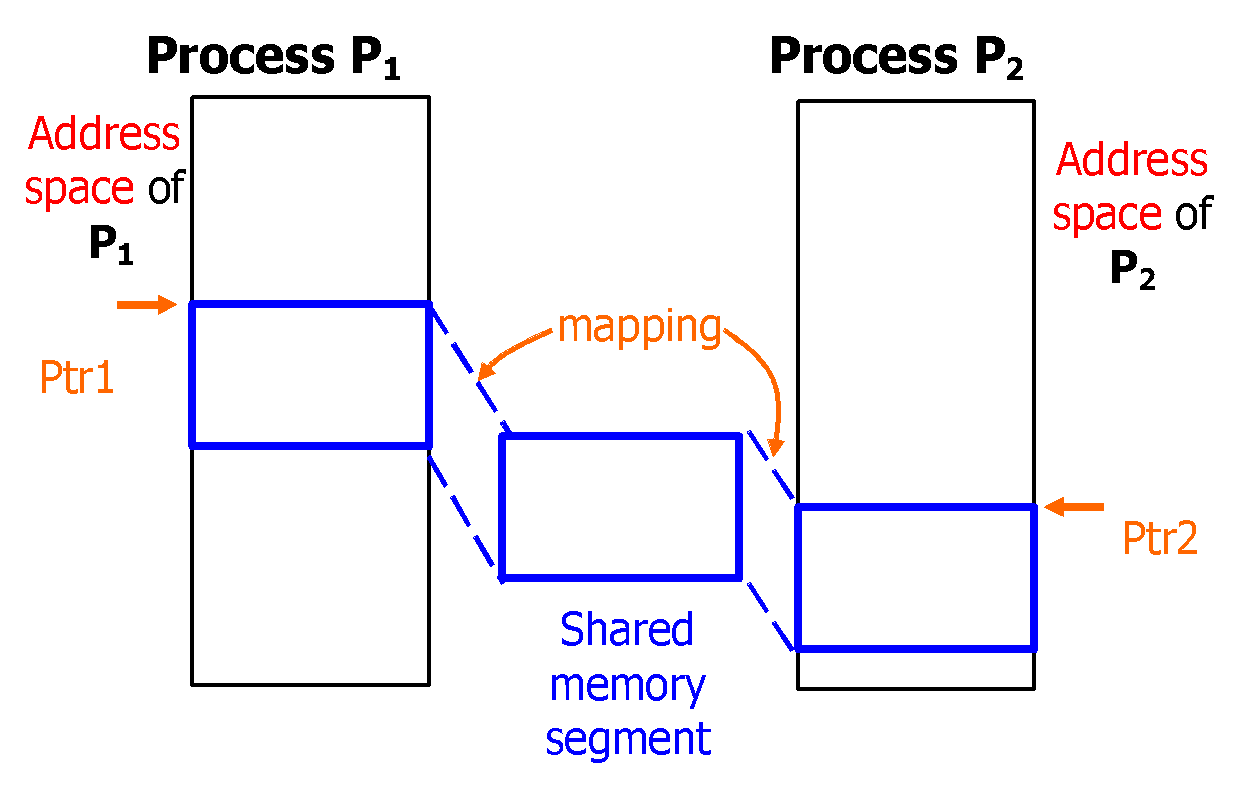 Process P₁
Process P₂
Address
space of
P₁
Address
space of
P₂
mapping
Ptr1
Ptr2
Shared
memory
segment